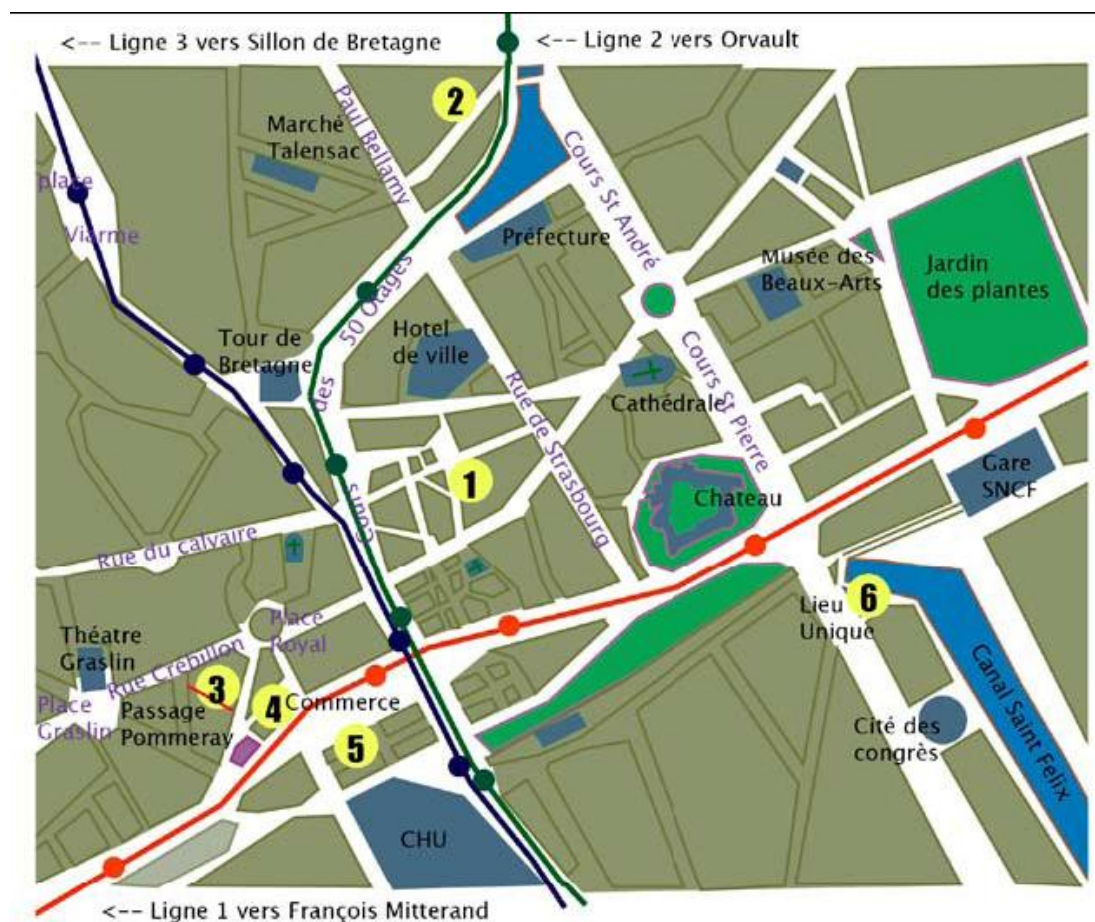 <-- Ligne 3 vers Sillon de Bretagne
<-- Ligne 2 vers Orvault
2
Paul Bellamy
Marché
Talensac
Cours St André
place
Viarme
Préfecture
Musée des
Beaux-Arts
Jardin
des plantes
50 Otages
Tour de
Bretagne
Hotel
de ville
des
Cathédrale
Cours St Pierre
Rue de Strasbourg
1
Gare
SNCF
Chateau
Cours
Rue du calvaire
Lieu
Unique
6
Place
Royal
Théatre
Graslin
Rue Crébillon
3
4
Commerce
Place
Graslin
Passage
Pommeray
5
Cité des
congrès
Canal Saint Felix
CHU
<-- Ligne 1 vers François Mitterand